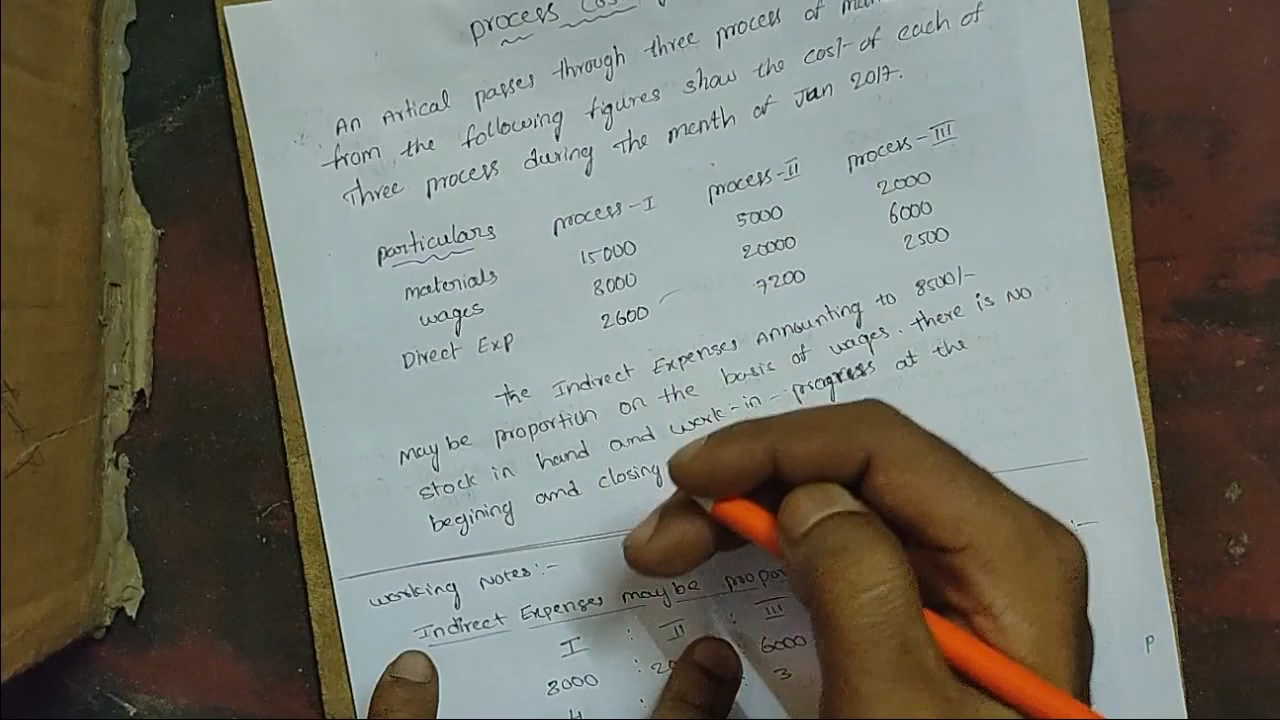 process
An Artical passes through three process of
from the following figures show the cost of each of
Three process during the month of Jan 2017.
particulars process-I process-II process-III
materials 15000 5000 2000
wages 8000 20000 6000
Direct Exp 2600 7200 2500
the Indirect Expenses Amounting to 8500/-
may be proportion on the basis of wages. there is no
stock in hand and work-in-progress at the
begining and closing
working Notes:-
Indirect Expenses maybe
I : II : III
8000 : : 6000
4 : 3
P